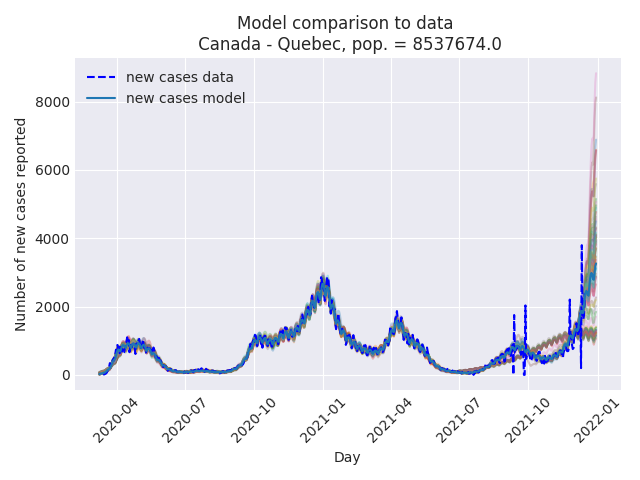 Model comparison to data
Canada - Quebec, pop. = 8537674.0
new cases data
new cases model
Number of new cases reported
8000
6000
4000
2000
0
2020-04
2020-07
2020-10
2021-01
2021-04
2021-07
2021-10
2022-01
Day